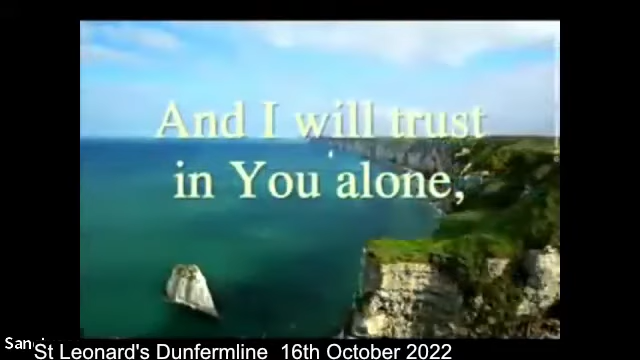 And I will trust
in You alone,
St Leonard's Dunfermline  16th October 2022